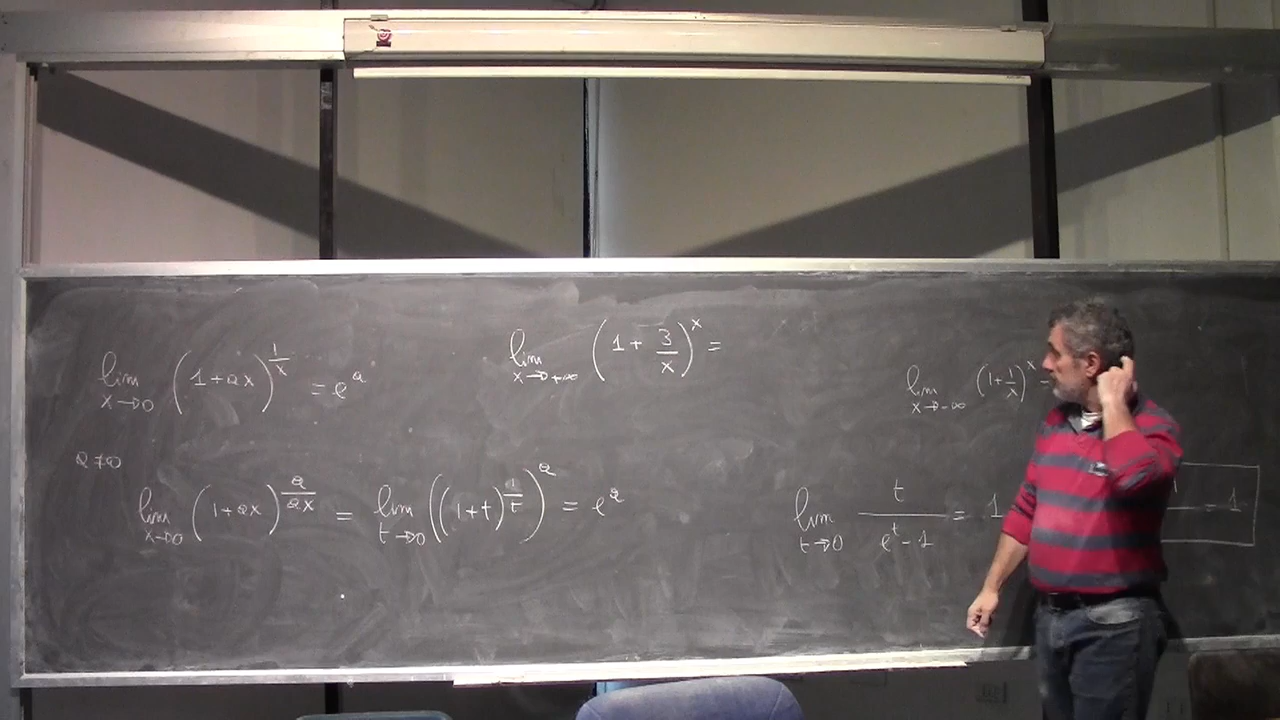 lim x→0 (1+ax)^(1/x) = e^a
a≠0
lim x→0 (1+ax)^(a/ax) = lim t→0 ((1+t)^(1/t))^a = e^a
lim x→+∞ (1+3/x)^x =
lim x→-∞ (1+1/x)^x =
lim t→0 t/(e^t-1) = 1
= 1